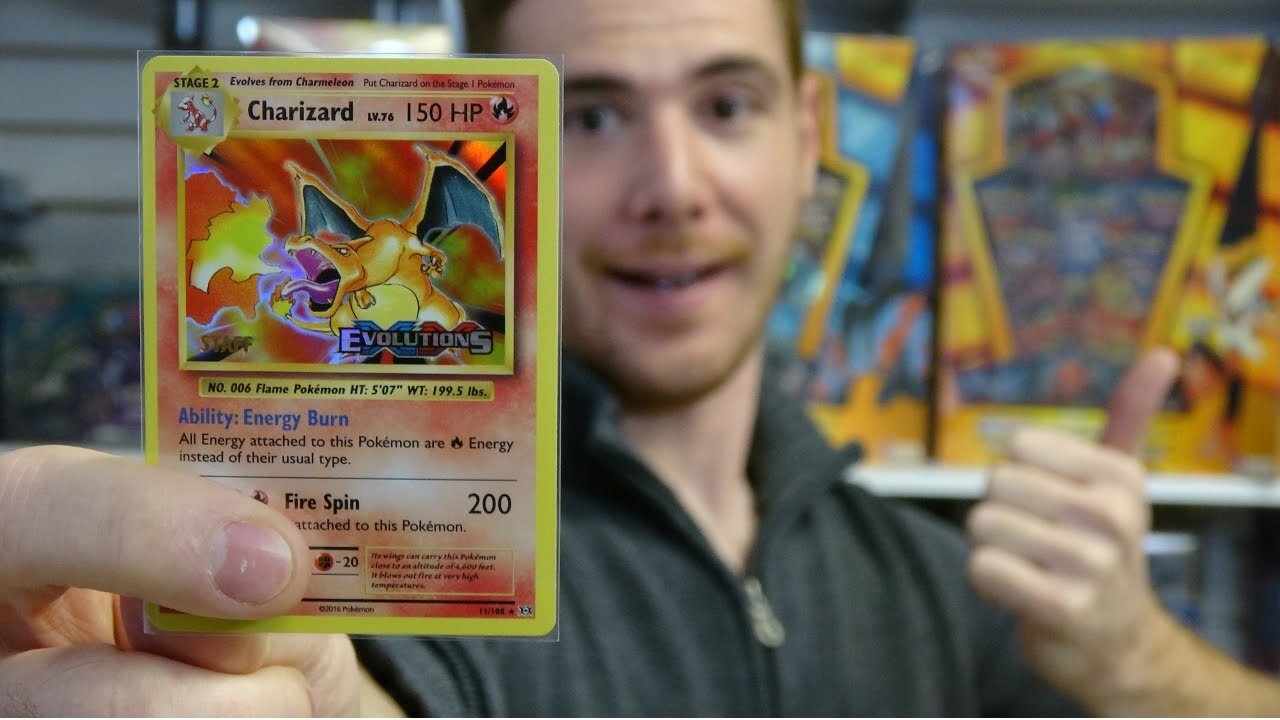 STAGE 2 Evolves from Charmeleon Put Charizard on the Stage 1 Pokémon
Charizard LV.76 150 HP
STAFF
EVOLUTIONS
NO. 006 Flame Pokémon HT: 5'07" WT: 199.5 lbs.
Ability: Energy Burn
All Energy attached to this Pokémon are Energy
instead of their usual type.
Fire Spin 200
attached to this Pokémon.
-20
Its wings can carry this Pokémon
close to an altitude of 4,600 feet.
It blows out fire at very high
temperatures.
©2016 Pokémon
11/108